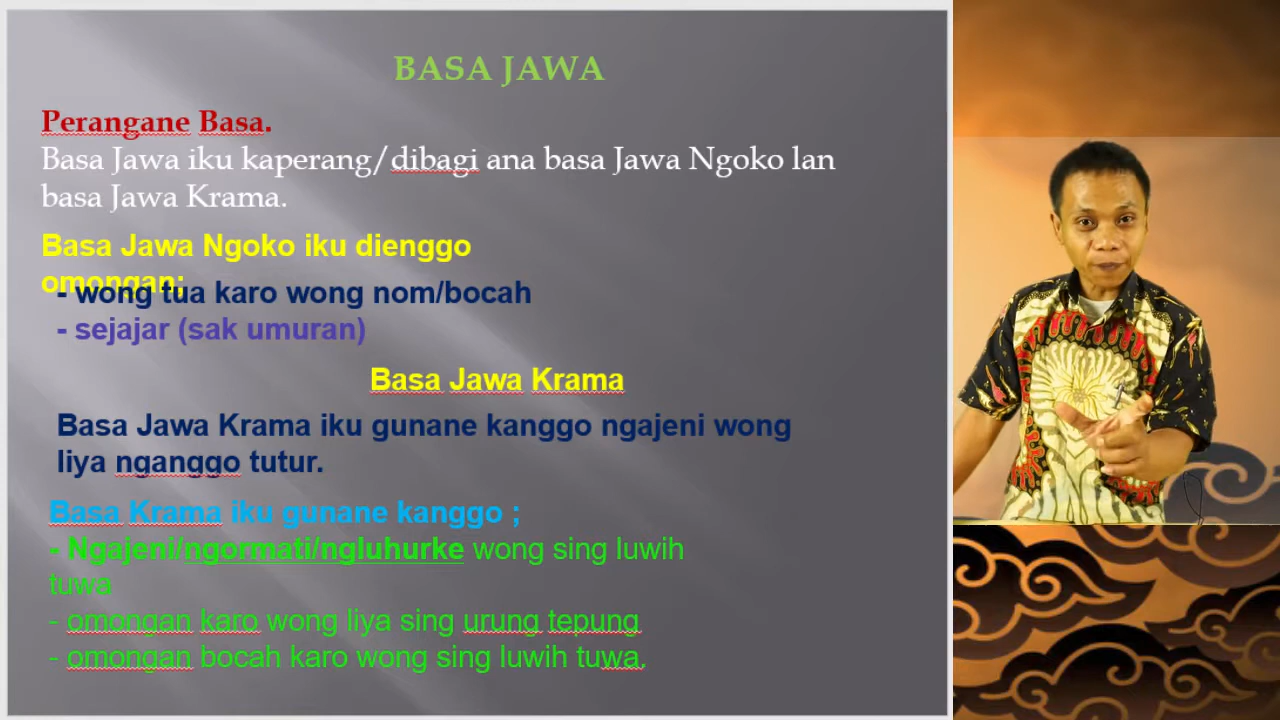 BASA JAWA
Perangane Basa.
Basa Jawa iku kaperang/dibagi ana basa Jawa Ngoko lan
basa Jawa Krama.
Basa Jawa Ngoko iku dienggo
omongan;
- wong tua karo wong nom/bocah
- sejajar (sak umuran)
Basa Jawa Krama
Basa Jawa Krama iku gunane kanggo ngajeni wong
liya nganggo tutur.
Basa Krama iku gunane kanggo ;
- Ngajeni/ngormati/ngluhurke wong sing luwih
tuwa
- omongan karo wong liya sing urung tepung
- omongan bocah karo wong sing luwih tuwa.